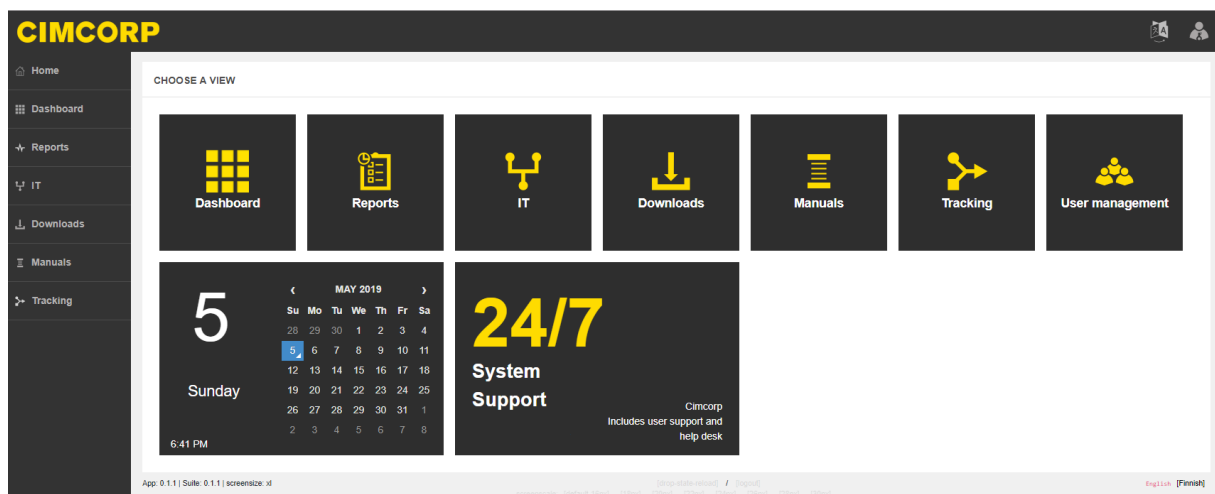 CIMCORP
Home
CHOOSE A VIEW
Dashboard
Reports
IT
Downloads
Manuals
Tracking
Dashboard
Reports
IT
Downloads
Manuals
Tracking
User management
5
Sunday
6:41 PM
‹ MAY 2019 ›
Su Mo Tu We Th Fr Sa
28 29 30 1 2 3 4
5 6 7 8 9 10 11
12 13 14 15 16 17 18
19 20 21 22 23 24 25
26 27 28 29 30 31 1
2 3 4 5 6 7 8
24/7
System
Support
Cimcorp
Includes user support and
help desk
App: 0.1.1 | Suite: 0.1.1 | screensize: xl
[drop-state-reload] / [logout]
English [Finnish]